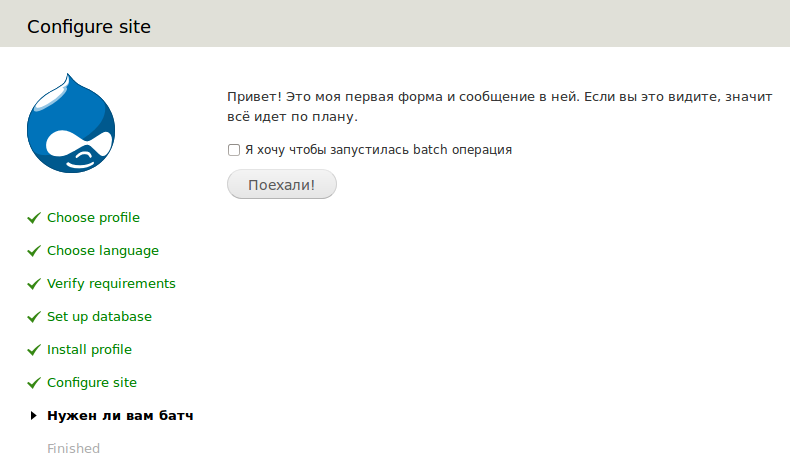 Configure site
Привет! Это моя первая форма и сообщение в ней. Если вы это видите, значит
всё идет по плану.
Я хочу чтобы запустилась batch операция
Поехали!
Choose profile
Choose language
Verify requirements
Set up database
Install profile
Configure site
Нужен ли вам батч
Finished